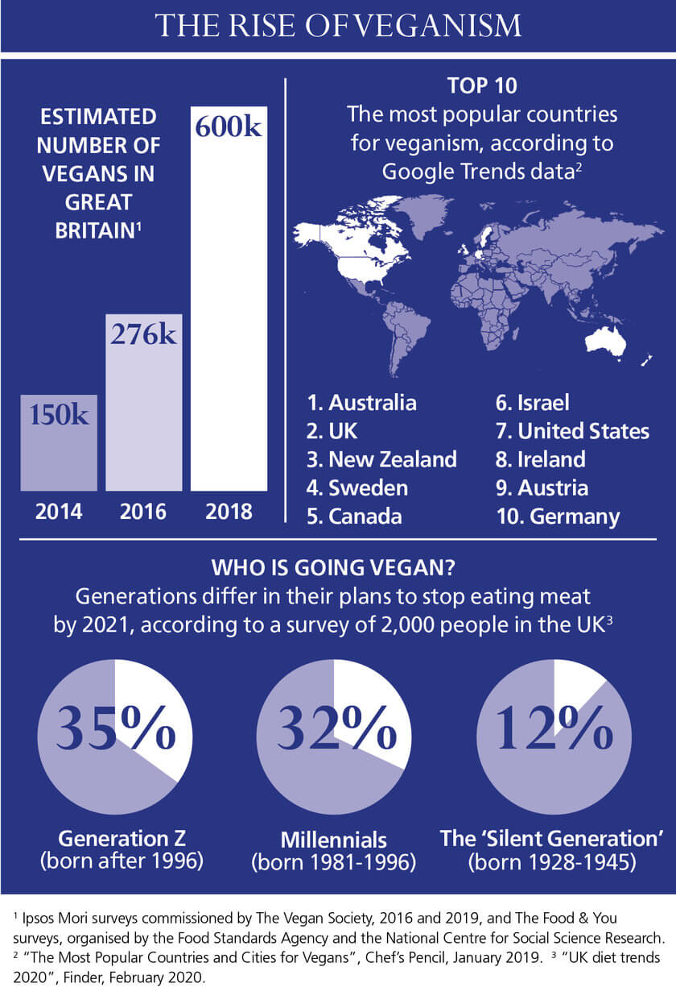 THE RISE OF VEGANISM
ESTIMATED
NUMBER OF
VEGANS IN
GREAT
BRITAIN¹
600k
276k
150k
2014 2016 2018
TOP 10
The most popular countries
for veganism, according to
Google Trends data²
1. Australia
2. UK
3. New Zealand
4. Sweden
5. Canada
6. Israel
7. United States
8. Ireland
9. Austria
10. Germany
WHO IS GOING VEGAN?
Generations differ in their plans to stop eating meat
by 2021, according to a survey of 2,000 people in the UK³
35%
Generation Z
(born after 1996)
32%
Millennials
(born 1981-1996)
12%
The ‘Silent Generation’
(born 1928-1945)
¹ Ipsos Mori surveys commissioned by The Vegan Society, 2016 and 2019, and The Food & You
surveys, organised by the Food Standards Agency and the National Centre for Social Science Research.
² “The Most Popular Countries and Cities for Vegans”, Chef’s Pencil, January 2019. ³ “UK diet trends
2020”, Finder, February 2020.